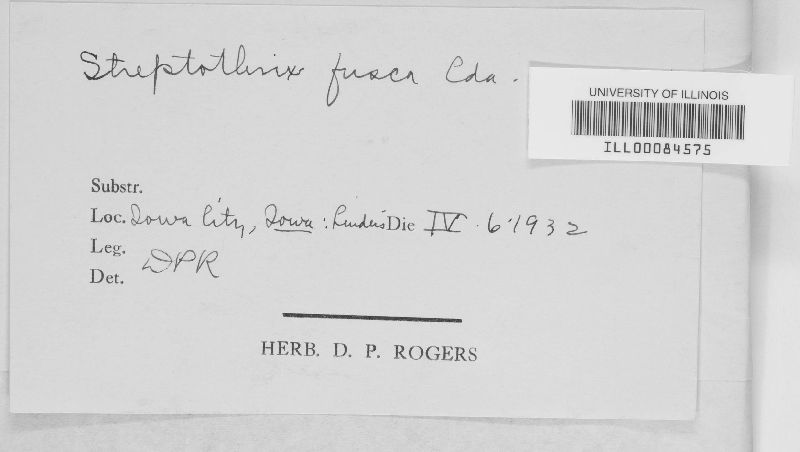 Streptothrix fusca Cda.
UNIVERSITY OF ILLINOIS
ILL00084575
Substr.
Loc. Iowa City, Iowa: Linder's Die IV. 6. 1932
Leg.
DPR
Det.
HERB. D. P. ROGERS